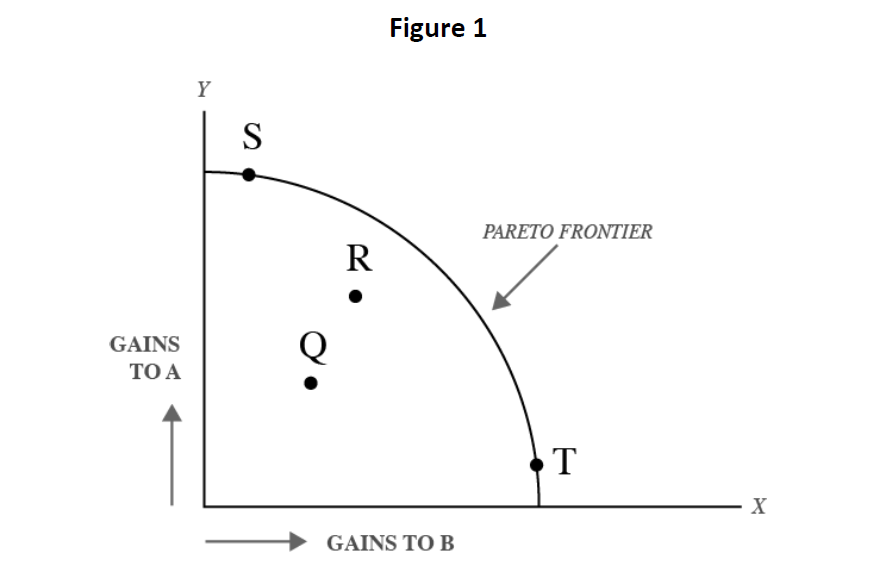 Figure 1
Y
S
PARETO FRONTIER
R
Q
GAINS
TO A
T
X
GAINS TO B